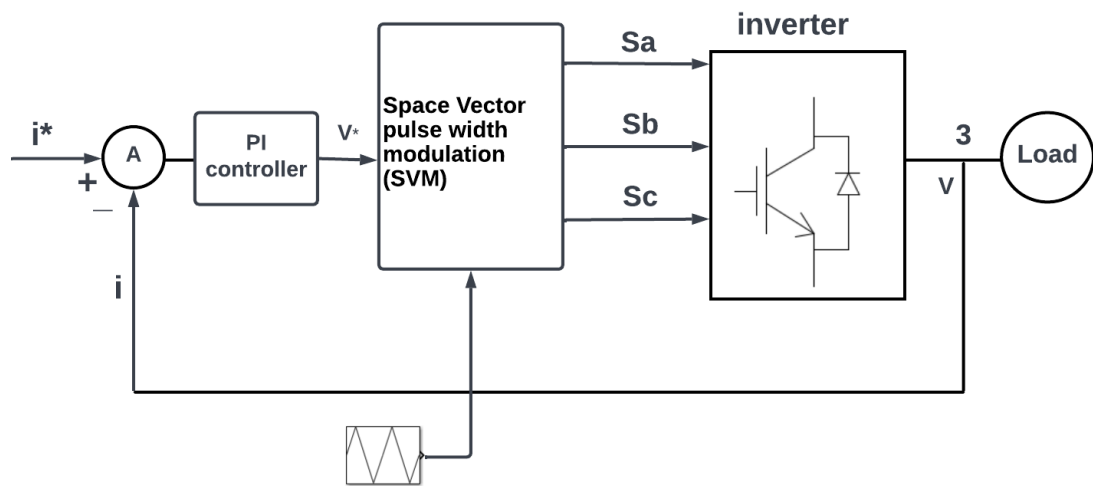 inverter
Sa
i*
A
PI
controller
V*
Space Vector
pulse width
modulation
(SVM)
Sb
3
Load
+
_
V
Sc
i